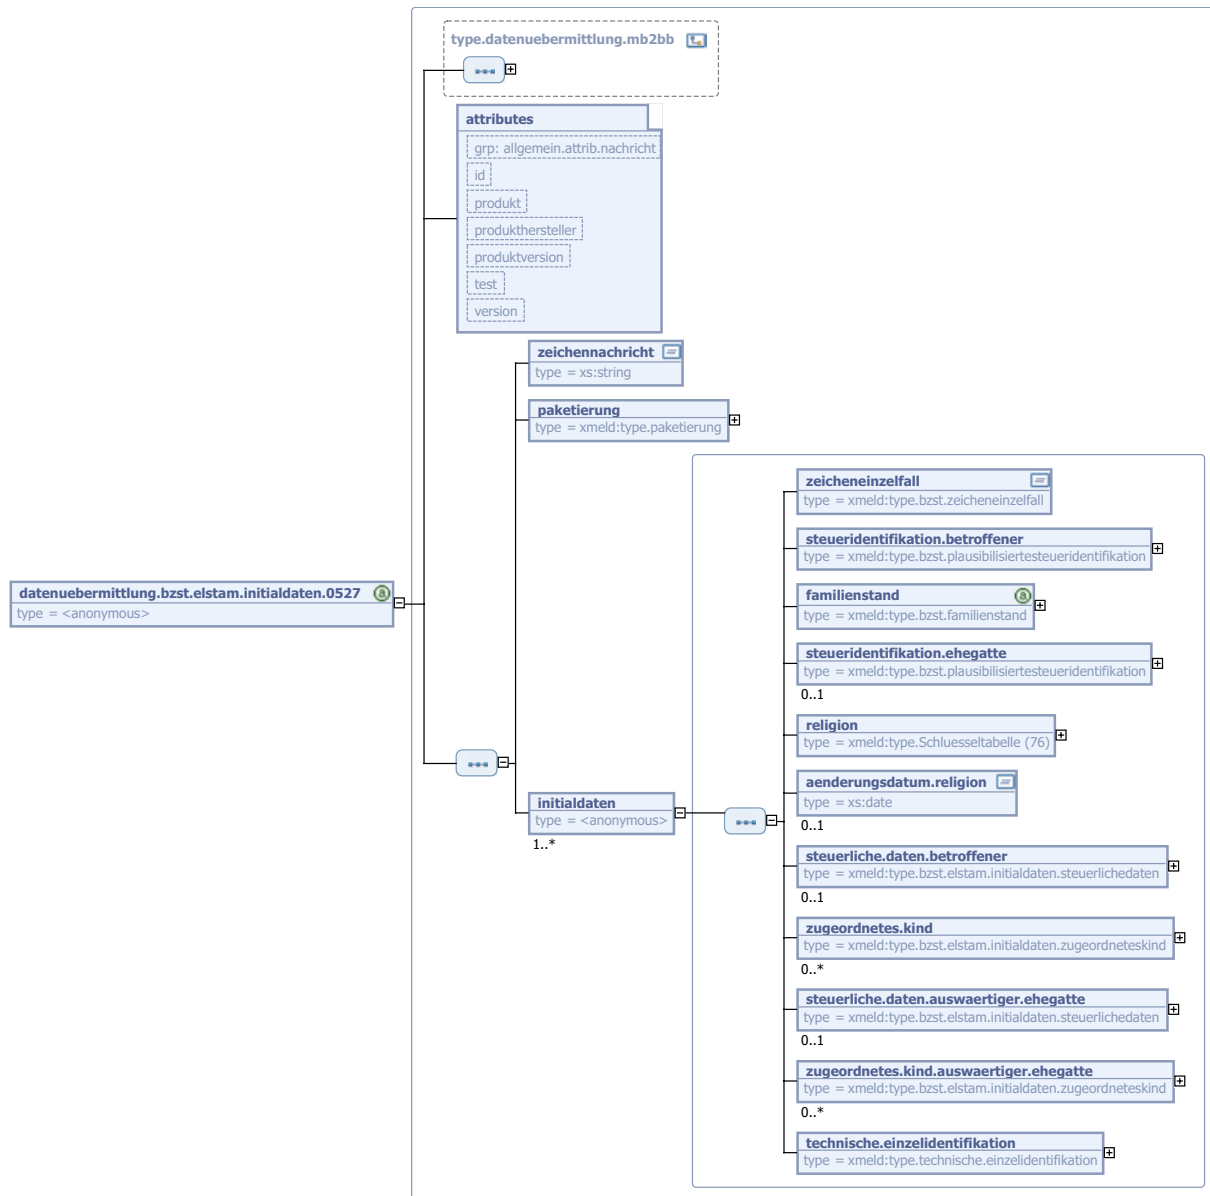 type.datenuebermittlung.mb2bb
attributes
grp: allgemein.attrib.nachricht
id
produkt
produkthersteller
produktversion
test
version
zeichennachricht
type = xs:string
paketierung
type = xmeld:type.paketierung
datenuebermittlung.bzst.elstam.initialdaten.0527
type = <anonymous>
initialdaten
type = <anonymous>
1..*
zeicheneinzelfall
type = xmeld:type.bzst.zeicheneinzelfall
steueridentifikation.betroffener
type = xmeld:type.bzst.plausibilisiertesteueridentifikation
familienstand
type = xmeld:type.bzst.familienstand
steueridentifikation.ehegatte
type = xmeld:type.bzst.plausibilisiertesteueridentifikation
0..1
religion
type = xmeld:type.Schluesseltabelle (76)
aenderungsdatum.religion
type = xs:date
0..1
steuerliche.daten.betroffener
type = xmeld:type.bzst.elstam.initialdaten.steuerlichedaten
0..1
zugeordnetes.kind
type = xmeld:type.bzst.elstam.initialdaten.zugeordneteskind
0..*
steuerliche.daten.auswaertiger.ehegatte
type = xmeld:type.bzst.elstam.initialdaten.steuerlichedaten
0..1
zugeordnetes.kind.auswaertiger.ehegatte
type = xmeld:type.bzst.elstam.initialdaten.zugeordneteskind
0..*
technische.einzelidentifikation
type = xmeld:type.technische.einzelidentifikation